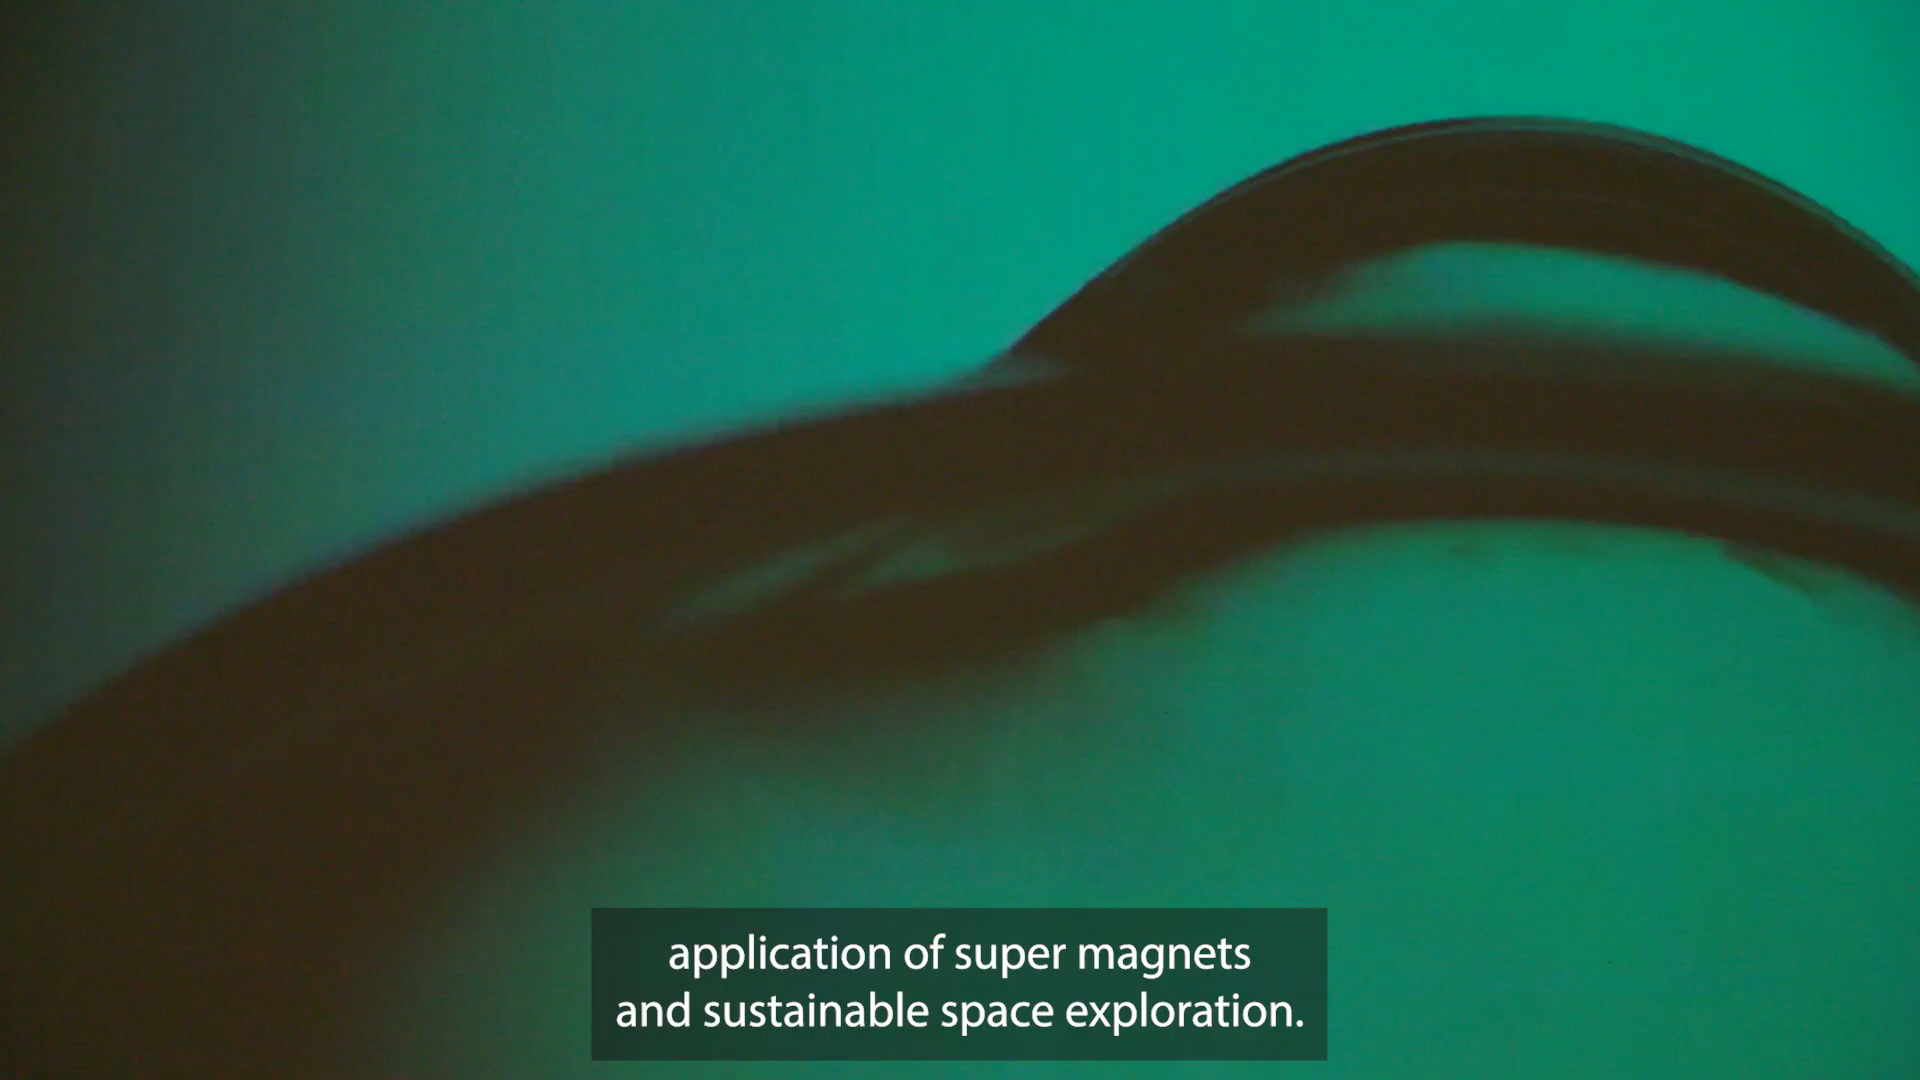 application of super magnets
and sustainable space exploration.